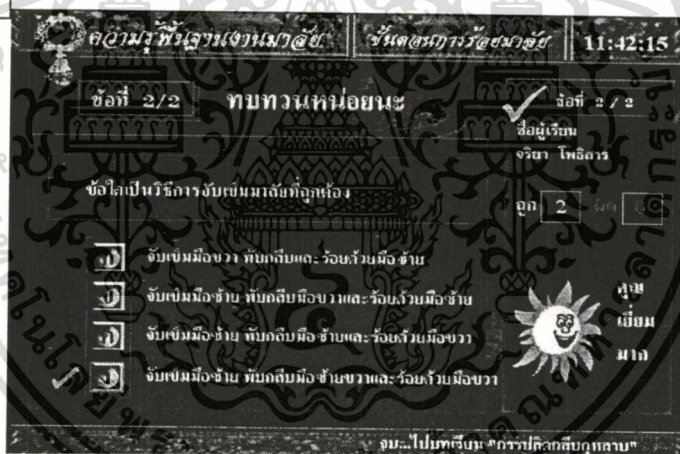 ความรู้พื้นฐานงานมาลัย ขั้นตอนการร้อยมาลัย 11:42:15
ข้อที่ 2/2 ทบทวนหน่อยนะ ข้อที่ 2 / 2
ชื่อผู้เรียน
จริยา โพธิสาร
ข้อใดเป็นวิธีการจับเข็มมาลัยที่ถูกต้อง
ถูก 2
จับเข็มมือขวา พับกลีบและร้อยด้วยมือซ้าย
จับเข็มมือซ้าย พับกลีบมือขวาและร้อยด้วยมือซ้าย
จับเข็มมือซ้าย พับกลีบมือซ้ายและร้อยด้วยมือขวา
จับเข็มมือซ้าย พับกลีบมือซ้ายขวาและร้อยด้วยมือขวา
คุณ
เยี่ยม
มาก
จบ...ไปบทเรียน "การปลิดกลีบกุหลาบ"